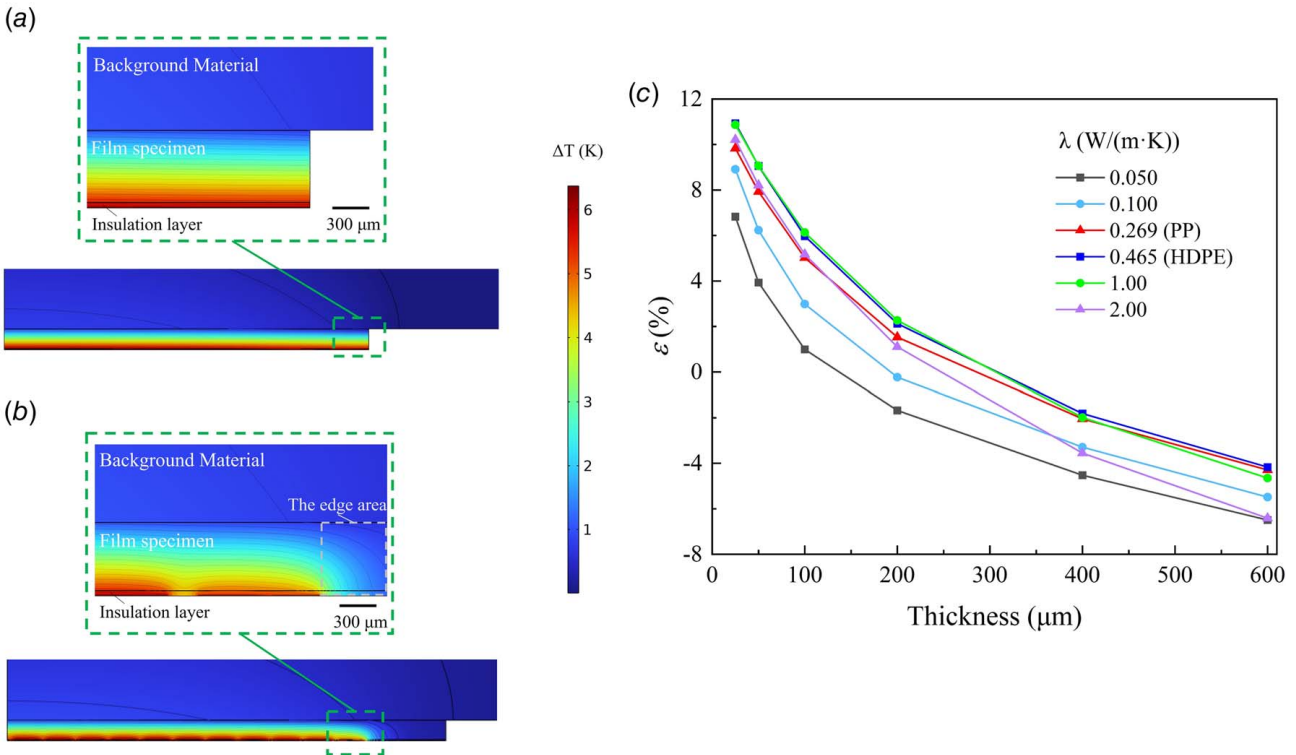 (a)
Background Material
Film specimen
Insulation layer
300 μm
(b)
Background Material
The edge area
Film specimen
Insulation layer
300 μm
ΔT (K)
6
5
4
3
2
1
(c)
12
8
4
0
-4
-8
ε (%)
0
100
200
300
400
500
600
Thickness (μm)
λ (W/(m·K))
0.050
0.100
0.269 (PP)
0.465 (HDPE)
1.00
2.00